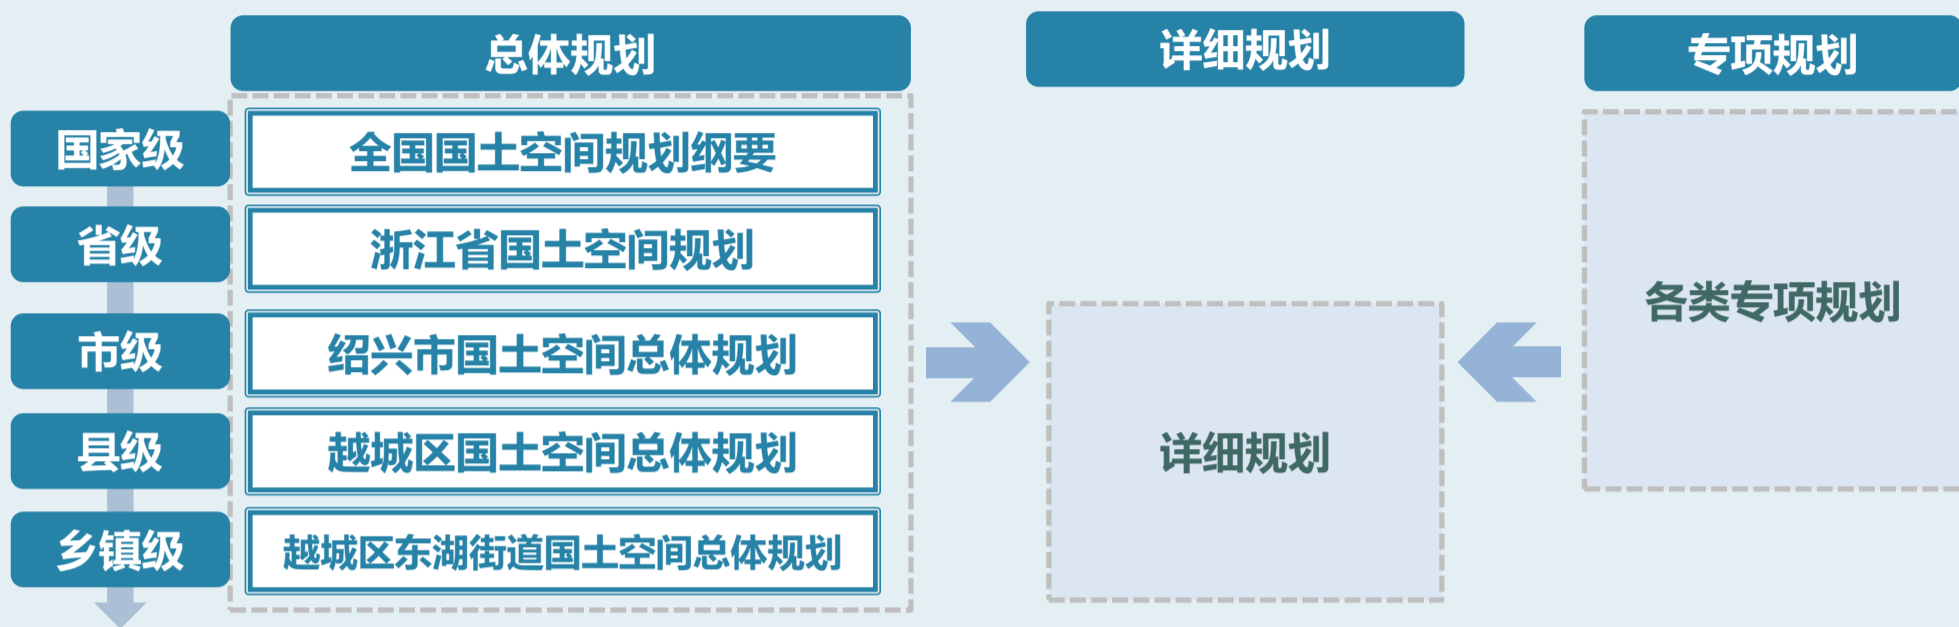 总体规划
详细规划
专项规划
国家级
全国国土空间规划纲要
省级
浙江省国土空间规划
市级
绍兴市国土空间总体规划
县级
越城区国土空间总体规划
乡镇级
越城区东湖街道国土空间总体规划
详细规划
各类专项规划